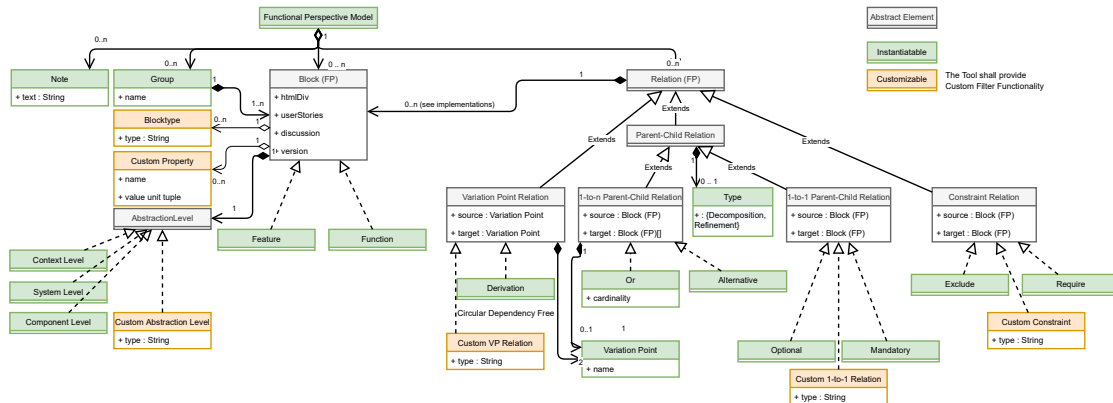 Functional Perspective Model
Abstract Element
Instantiatable
Customizable
The Tool shall provide
Custom Filter Functionality
1
0..n
0..n
0 .. n
0..n
Note
+ text : String
Group
+ name
1
1..n
Block (FP)
+ htmlDiv
+ userStories
+ discussion
+ version
1
0..n (see implementations)
Relation (FP)
Blocktype
+ type : String
0..n
1
Custom Property
+ name
+ value unit tuple
0..n
1
1
AbstractionLevel
1
Extends
Extends
Extends
Parent-Child Relation
Extends
Extends
1
0 .. 1
Type
+ : {Decomposition,
Refinement}
Variation Point Relation
+ source : Variation Point
+ target : Variation Point
1-to-n Parent-Child Relation
+ source : Block (FP)
+ target : Block (FP)[]
1-to-1 Parent-Child Relation
+ source : Block (FP)
+ target : Block (FP)
Constraint Relation
+ source : Block (FP)
+ target : Block (FP)
Feature
Function
Context Level
System Level
Component Level
Custom Abstraction Level
+ type : String
1
1
Derivation
Or
+ cardinality
Alternative
Exclude
Require
Circular Dependency Free
Custom VP Relation
+ type : String
0..1
1
2
Variation Point
+ name
Optional
Mandatory
Custom 1-to-1 Relation
+ type : String
Custom Constraint
+ type : String